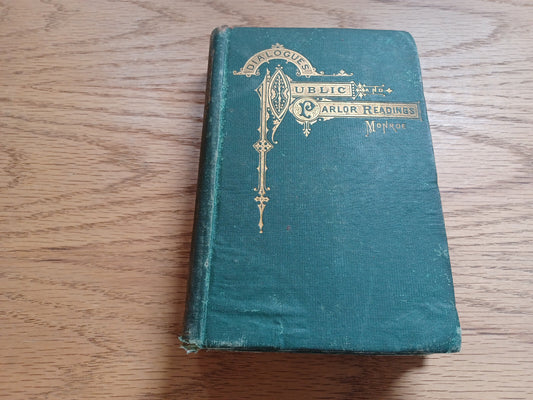 DIALOGUES
PUBLIC AND
PARLOR READINGS
MONROE